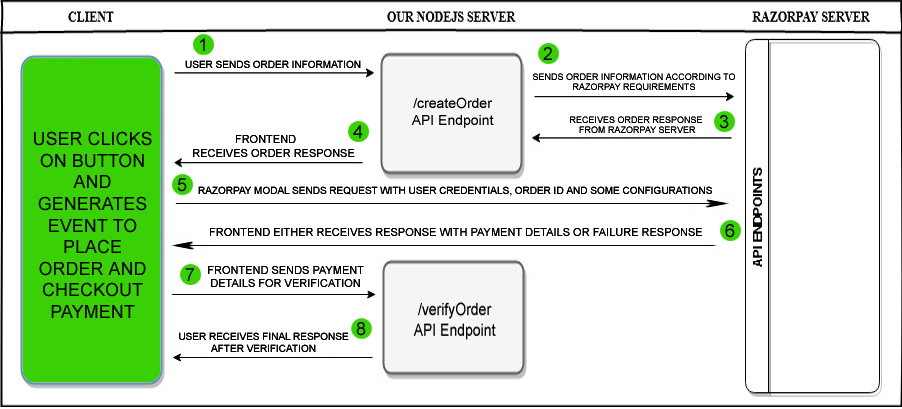 CLIENT
OUR NODEJS SERVER
RAZORPAY SERVER
1
USER SENDS ORDER INFORMATION
2
SENDS ORDER INFORMATION ACCORDING TO
RAZORPAY REQUIREMENTS
/createOrder
API Endpoint
3
RECEIVES ORDER RESPONSE
FROM RAZORPAY SERVER
4
FRONTEND
RECEIVES ORDER RESPONSE
USER CLICKS
ON BUTTON
AND
GENERATES
EVENT TO
PLACE
ORDER AND
CHECKOUT
PAYMENT
5
RAZORPAY MODAL SENDS REQUEST WITH USER CREDENTIALS, ORDER ID AND SOME CONFIGURATIONS
API ENDPOINTS
6
FRONTEND EITHER RECEIVES RESPONSE WITH PAYMENT DETAILS OR FAILURE RESPONSE
7
FRONTEND SENDS PAYMENT
DETAILS FOR VERIFICATION
/verifyOrder
API Endpoint
8
USER RECEIVES FINAL RESPONSE
AFTER VERIFICATION